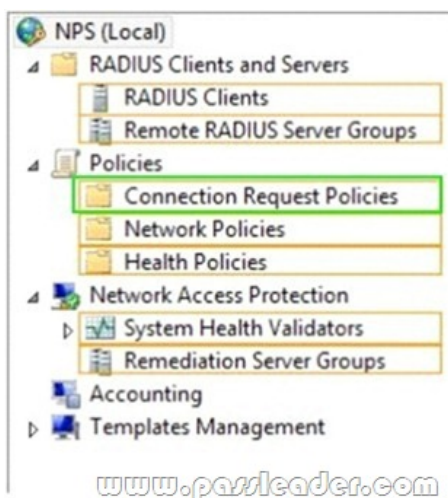 NPS (Local)
RADIUS Clients and Servers
RADIUS Clients
Remote RADIUS Server Groups
Policies
Connection Request Policies
Network Policies
Health Policies
Network Access Protection
System Health Validators
Remediation Server Groups
Accounting
Templates Management
www.passleader.com